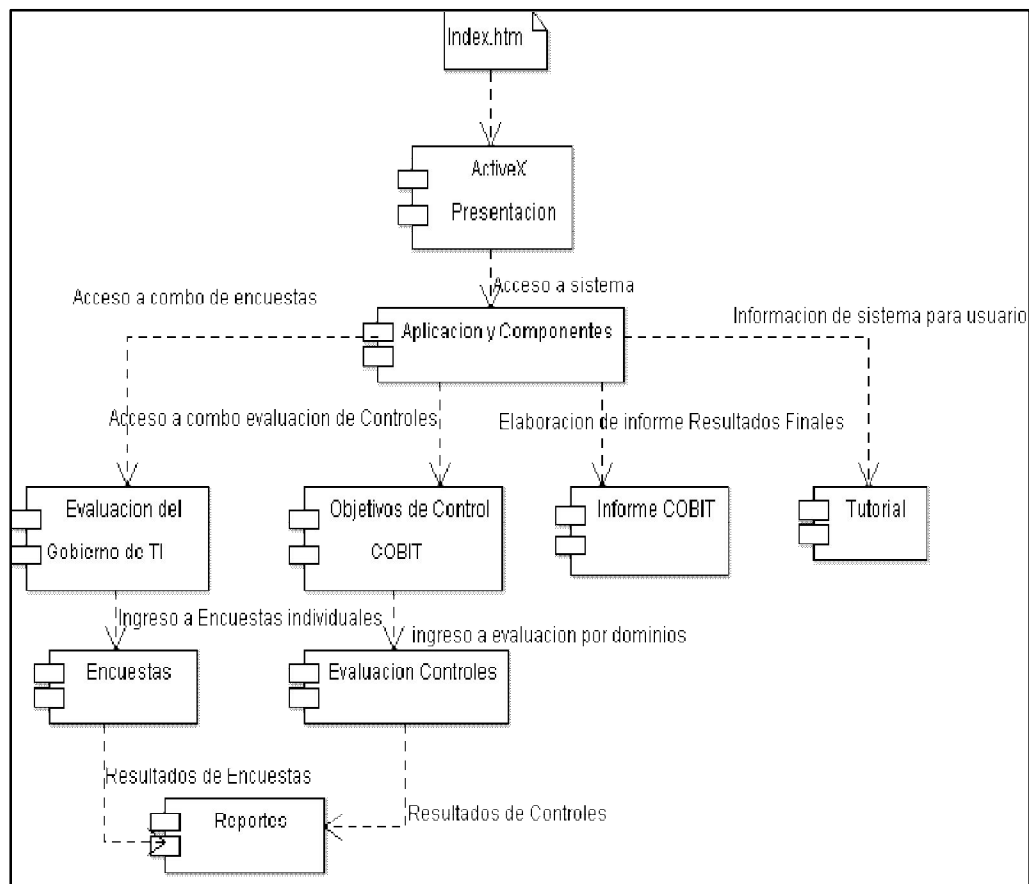 Index.htm
ActiveX
Presentacion
Acceso a sistema
Acceso a combo de encuestas
Aplicacion y Componentes
Informacion de sistema para usuario
Acceso a combo evaluacion de Controles
Elaboracion de informe Resultados Finales
Evaluacion del
Gobierno de TI
Objetivos de Control
COBIT
Informe COBIT
Tutorial
Ingreso a Encuestas individuales
ingreso a evaluacion por dominios
Encuestas
Evaluacion Controles
Resultados de Encuestas
Reportes
Resultados de Controles